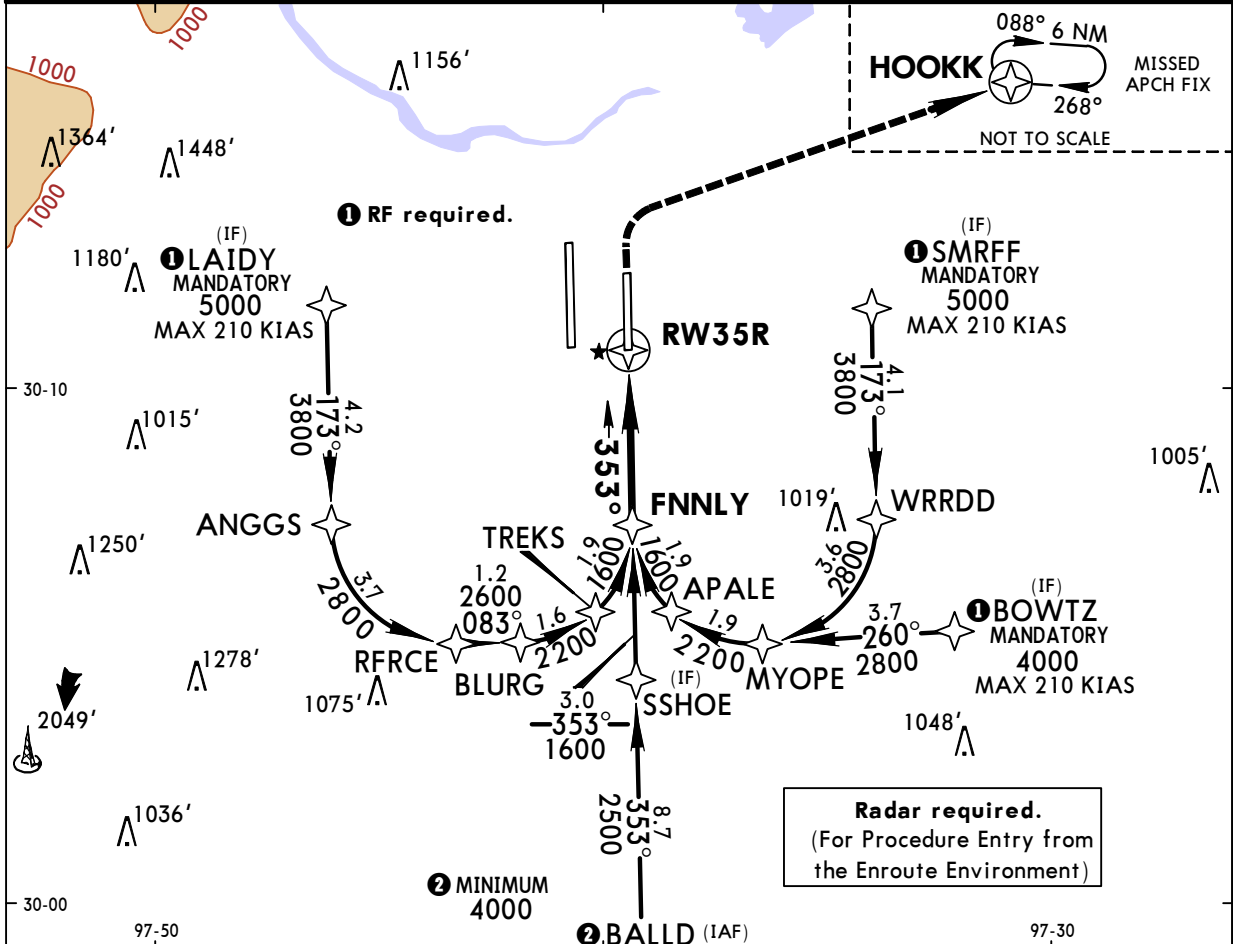 1000
088° 6 NM
HOOKK
MISSED
APCH FIX
268°
NOT TO SCALE
1156'
1000
1364'
1448'
1000
❶ RF required.
(IF)
❶LAIDY
MANDATORY
5000
MAX 210 KIAS
1180'
(IF)
❶SMRFF
MANDATORY
5000
MAX 210 KIAS
RW35R
30-10
4.2
173°
3800
4.1
173°
3800
1015'
353°
1005'
FNNLY
1019'
WRRDD
ANGGS
TREKS
1250'
1.9
1600
1.9
1600
3.6
2800
3.7
2800
1.2
2600
083°
1.6
2200
APALE
1.9
2200
3.7
260°
2800
(IF)
❶BOWTZ
MANDATORY
4000
MAX 210 KIAS
RFRCE
BLURG
MYOPE
1278'
1075'
(IF)
SSHOE
3.0
353°
1600
2049'
1048'
1036'
8.7
353°
2500
Radar required.
(For Procedure Entry from
the Enroute Environment)
❷ MINIMUM
4000
30-00
97-50
❷BALLD (IAF)
97-30